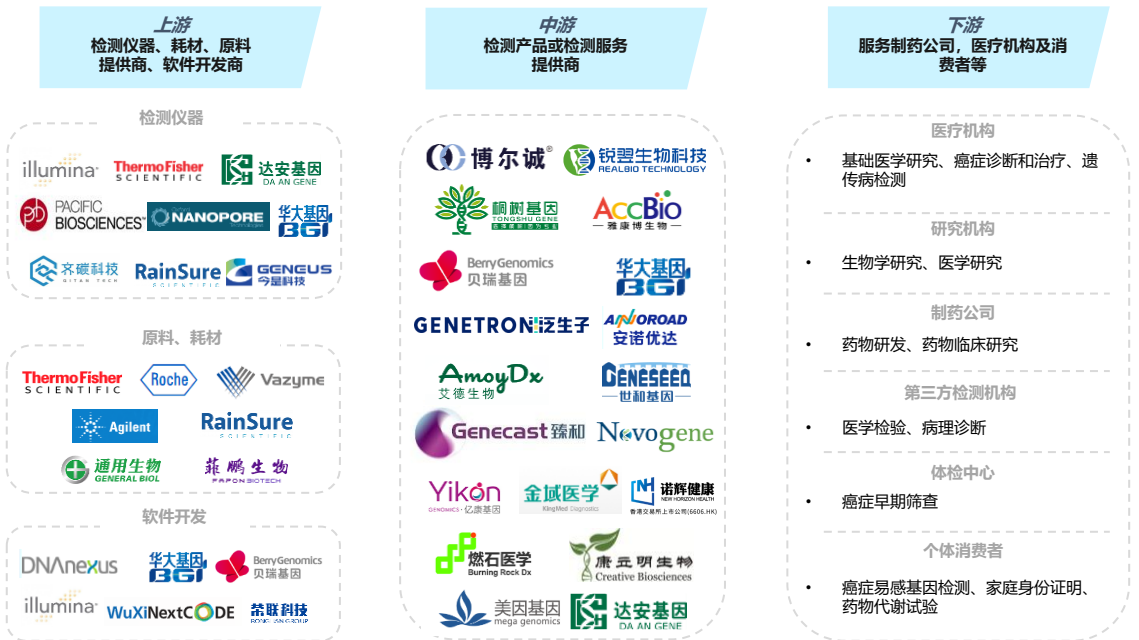 上游
检测仪器、耗材、原料
提供商、软件开发商
检测仪器
illumina
ThermoFisher
SCIENTIFIC
达安基因
DA AN GENE
PACIFIC
BIOSCIENCES
NANOPORE
华大基因
BGI
齐碳科技
QITAN TECH
RainSure
SCIENTIFIC
GENEUS
今是科技
原料、耗材
ThermoFisher
SCIENTIFIC
Roche
Vazyme
Agilent
RainSure
SCIENTIFIC
通用生物
GENERAL BIOL
菲鹏生物
FAPON BIOTECH
软件开发
DNAnexus
华大基因
BGI
BerryGenomics
贝瑞基因
illumina
WuXiNextCODE
荣联科技
RONGLIAN GROUP
中游
检测产品或检测服务
提供商
博尔诚®
锐翌生物科技
REALBIO TECHNOLOGY
桐树基因
TONGSHU GENE
AccBio
雅康博生物
BerryGenomics
贝瑞基因
华大基因
BGI
GENETRON 泛生子
ANNOROAD
安诺优达
AmoyDx
艾德生物
GENESEEQ
世和基因
Genecast 臻和
Novogene
Yikon
GENOMICS · 亿康基因
金域医学
KingMed Diagnostics
诺辉健康
NEW HORIZON HEALTH
香港交易所上市公司(6606.HK)
燃石医学
Burning Rock Dx
康立明生物
Creative Biosciences
美因基因
mega genomics
达安基因
DA AN GENE
下游
服务制药公司，医疗机构及消
费者等
医疗机构
• 基础医学研究、癌症诊断和治疗、遗
传病检测
研究机构
• 生物学研究、医学研究
制药公司
• 药物研发、药物临床研究
第三方检测机构
• 医学检验、病理诊断
体检中心
• 癌症早期筛查
个体消费者
• 癌症易感基因检测、家庭身份证明、
药物代谢试验